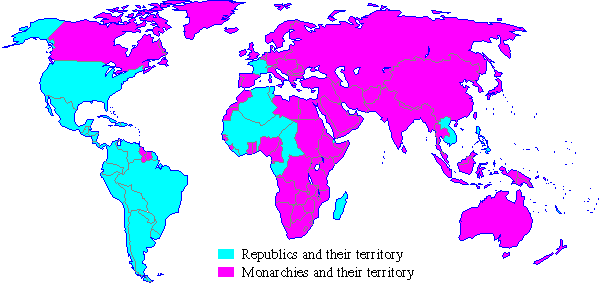 Republics and their territory
Monarchies and their territory